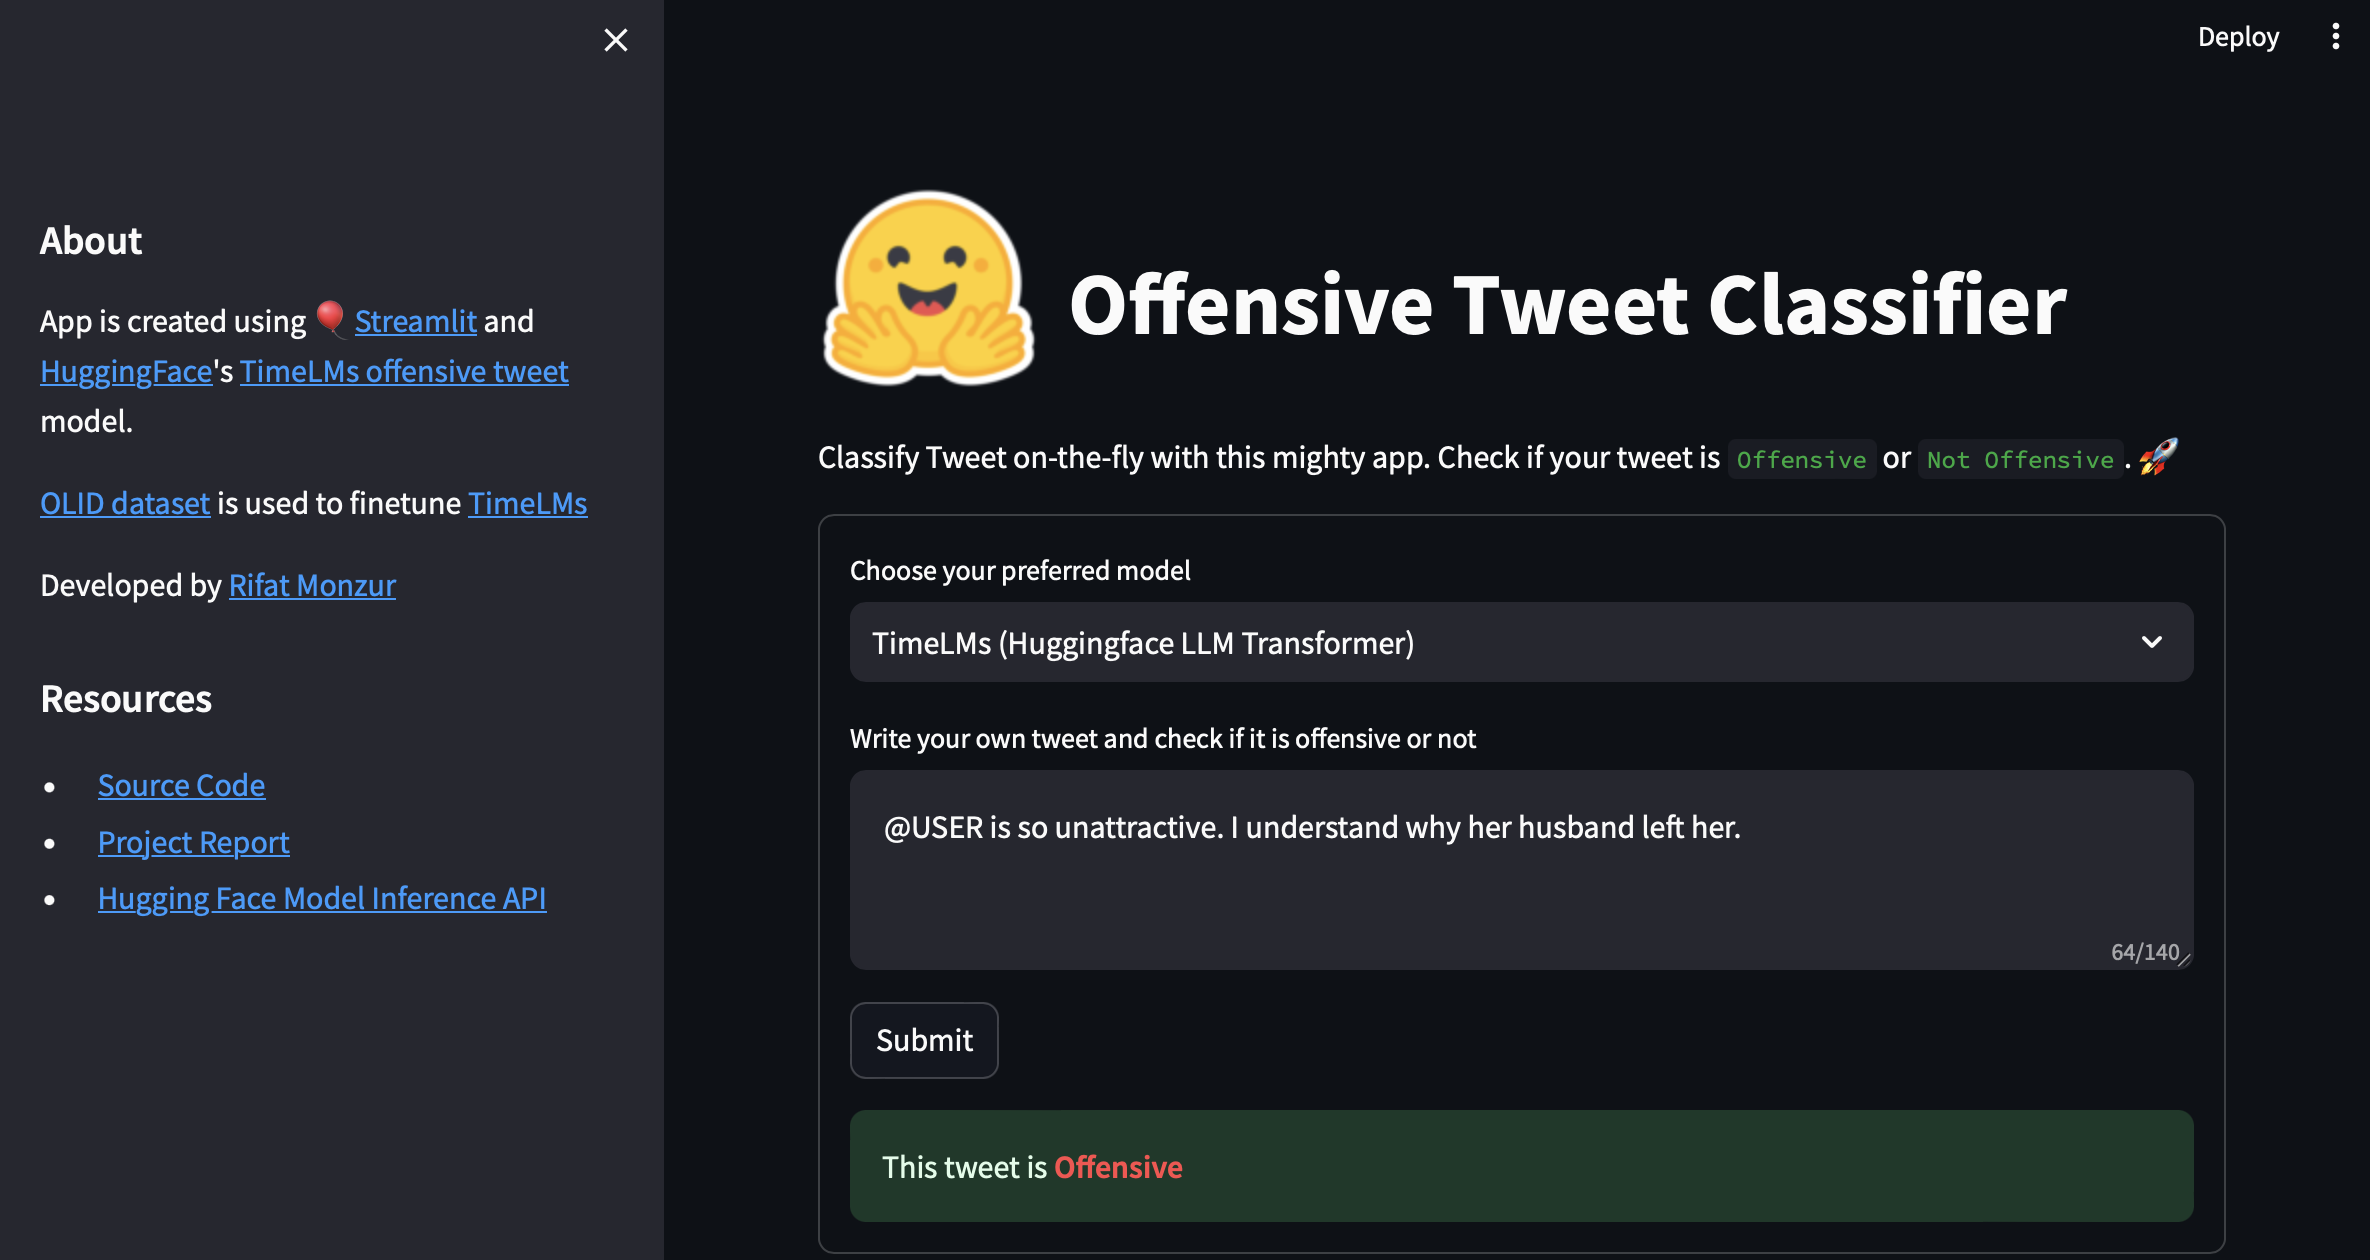 Deploy
About
App is created using 🎈 Streamlit and
HuggingFace's TimeLMs offensive tweet
model.
OLID dataset is used to finetune TimeLMs
Developed by Rifat Monzur
Resources
• Source Code
• Project Report
• Hugging Face Model Inference API
Offensive Tweet Classifier
Classify Tweet on-the-fly with this mighty app. Check if your tweet is Offensive or Not Offensive. 🚀
Choose your preferred model
TimeLMs (Huggingface LLM Transformer)
Write your own tweet and check if it is offensive or not
@USER is so unattractive. I understand why her husband left her.
64/140
Submit
This tweet is Offensive